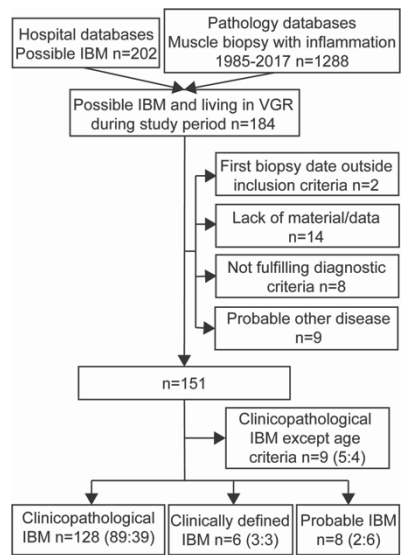 Hospital databases
Possible IBM n=202
Pathology databases
Muscle biopsy with inflammation
1985-2017 n=1288
Possible IBM and living in VGR
during study period n=184
First biopsy date outside
inclusion criteria n=2
Lack of material/data
n=14
Not fulfilling diagnostic
criteria n=8
Probable other disease
n=9
n=151
Clinicopathological
IBM except age
criteria n=9 (5:4)
Clinicopathological
IBM n=128 (89:39)
Clinically defined
IBM n=6 (3:3)
Probable IBM
n=8 (2:6)